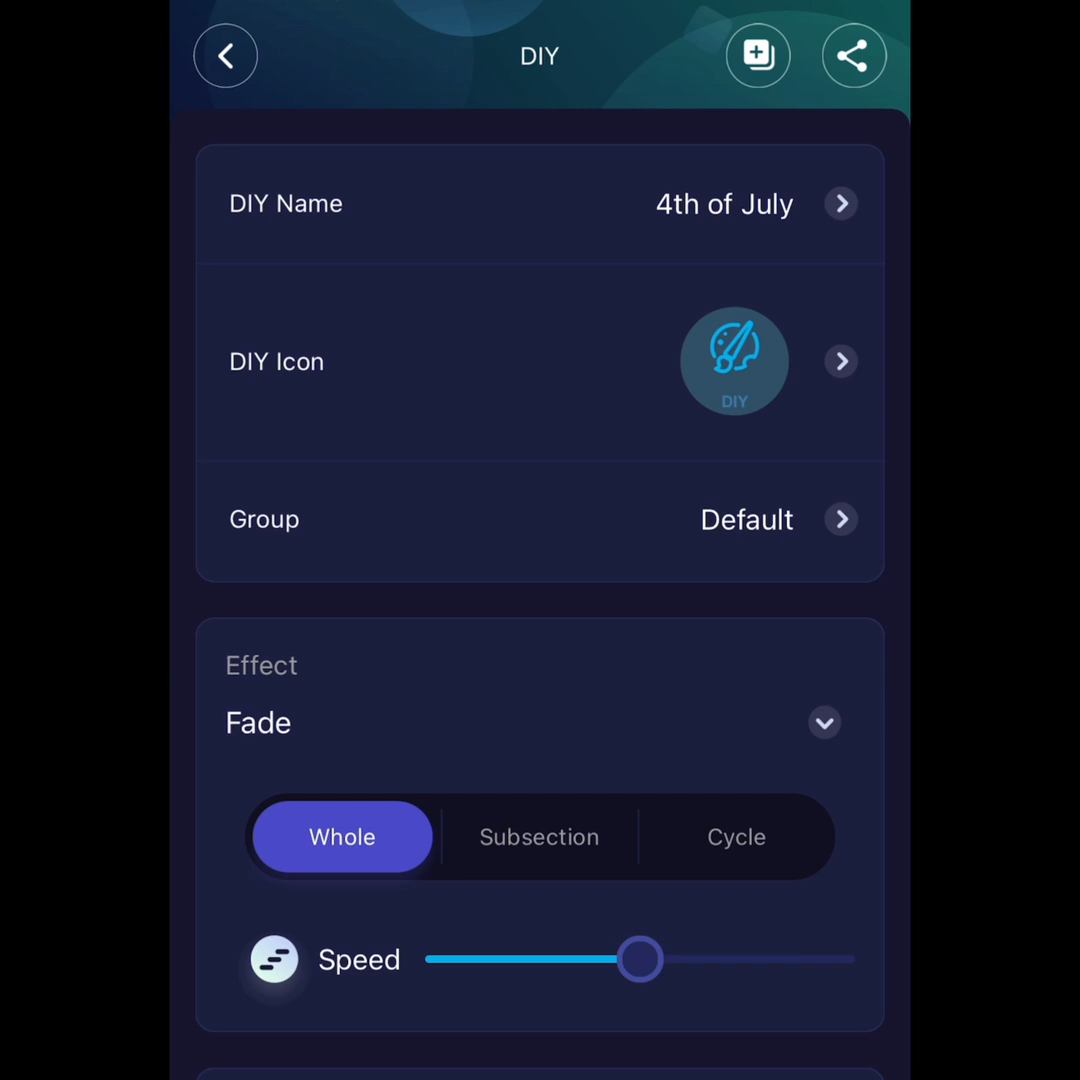 DIY
DIY Name
4th of July
DIY Icon
DIY
Group
Default
Effect
Fade
Whole
Subsection
Cycle
Speed